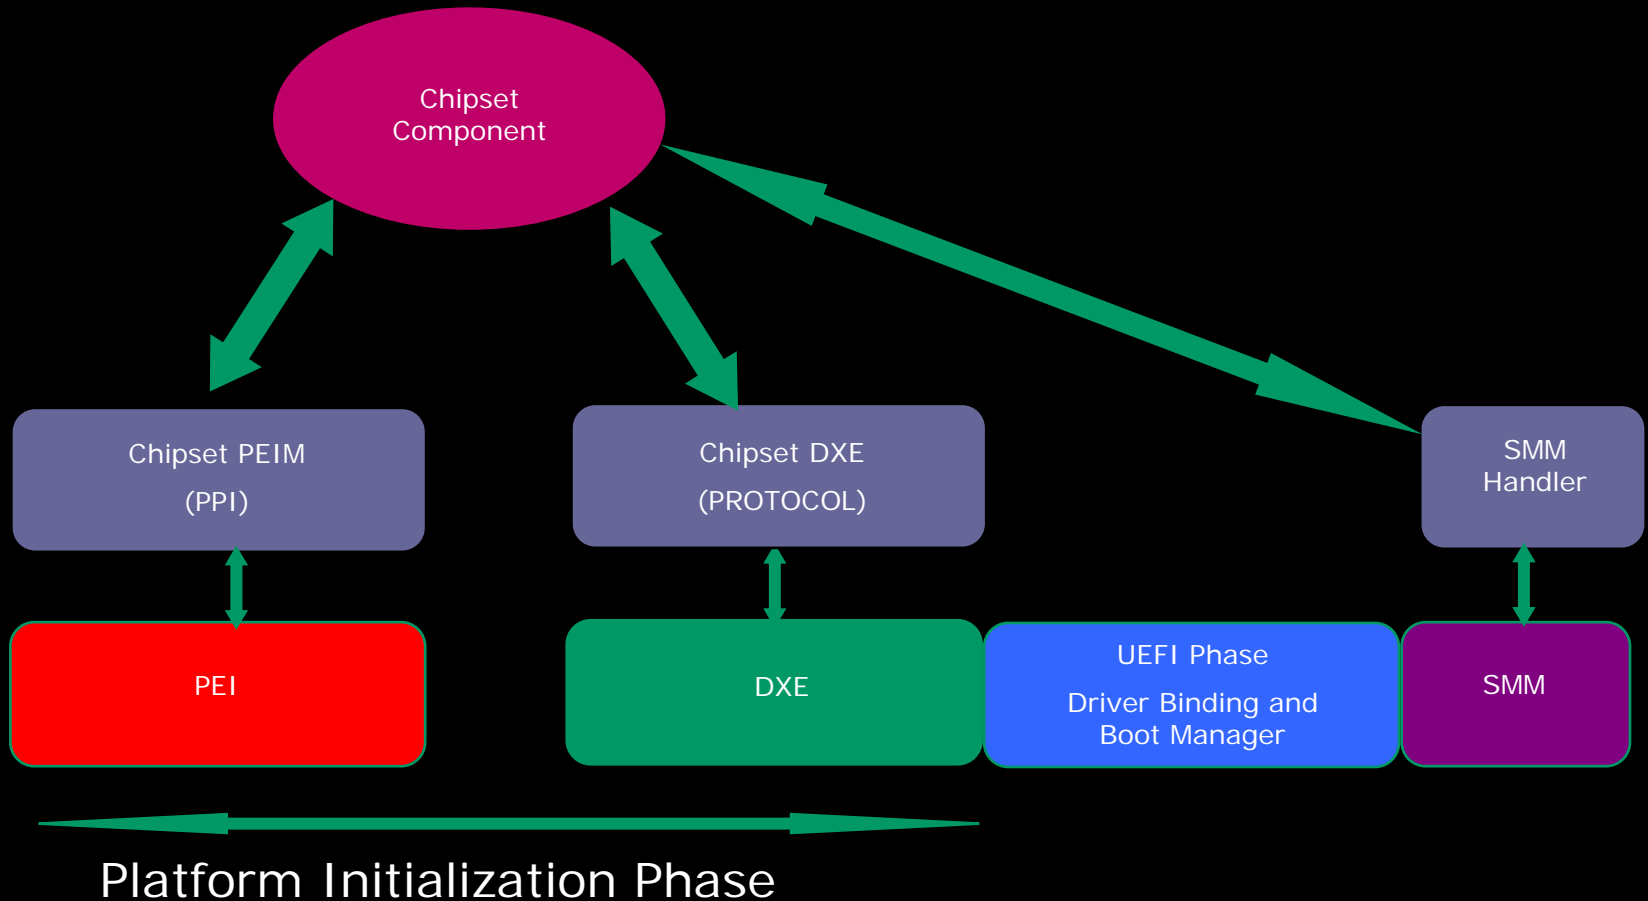 Chipset
Component
Chipset PEIM
(PPI)
Chipset DXE
(PROTOCOL)
SMM
Handler
PEI
DXE
UEFI Phase
Driver Binding and
Boot Manager
SMM
Platform Initialization Phase